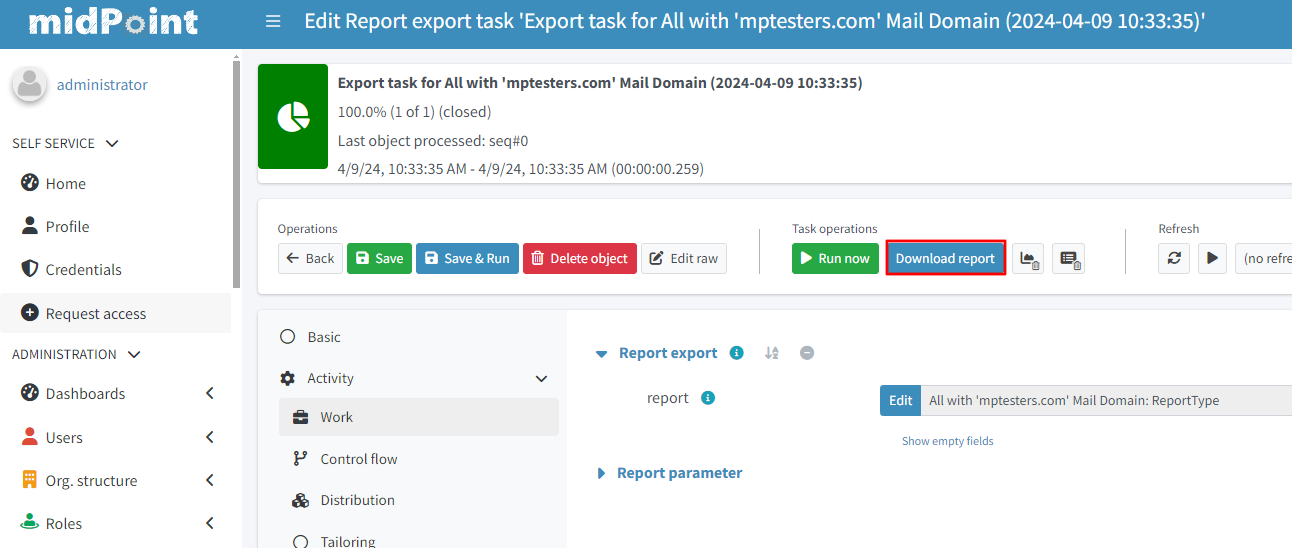 midPoint
Edit Report export task 'Export task for All with 'mptesters.com' Mail Domain (2024-04-09 10:33:35)'
administrator
SELF SERVICE
Home
Profile
Credentials
Request access
ADMINISTRATION
Dashboards
Users
Org. structure
Roles
Export task for All with 'mptesters.com' Mail Domain (2024-04-09 10:33:35)
100.0% (1 of 1) (closed)
Last object processed: seq#0
4/9/24, 10:33:35 AM - 4/9/24, 10:33:35 AM (00:00:00.259)
Operations
Back
Save
Save & Run
Delete object
Edit raw
Task operations
Run now
Download report
Refresh
(no refre
Basic
Activity
Work
Control flow
Distribution
Tailoring
Report export
report
Edit
All with 'mptesters.com' Mail Domain: ReportType
Show empty fields
Report parameter